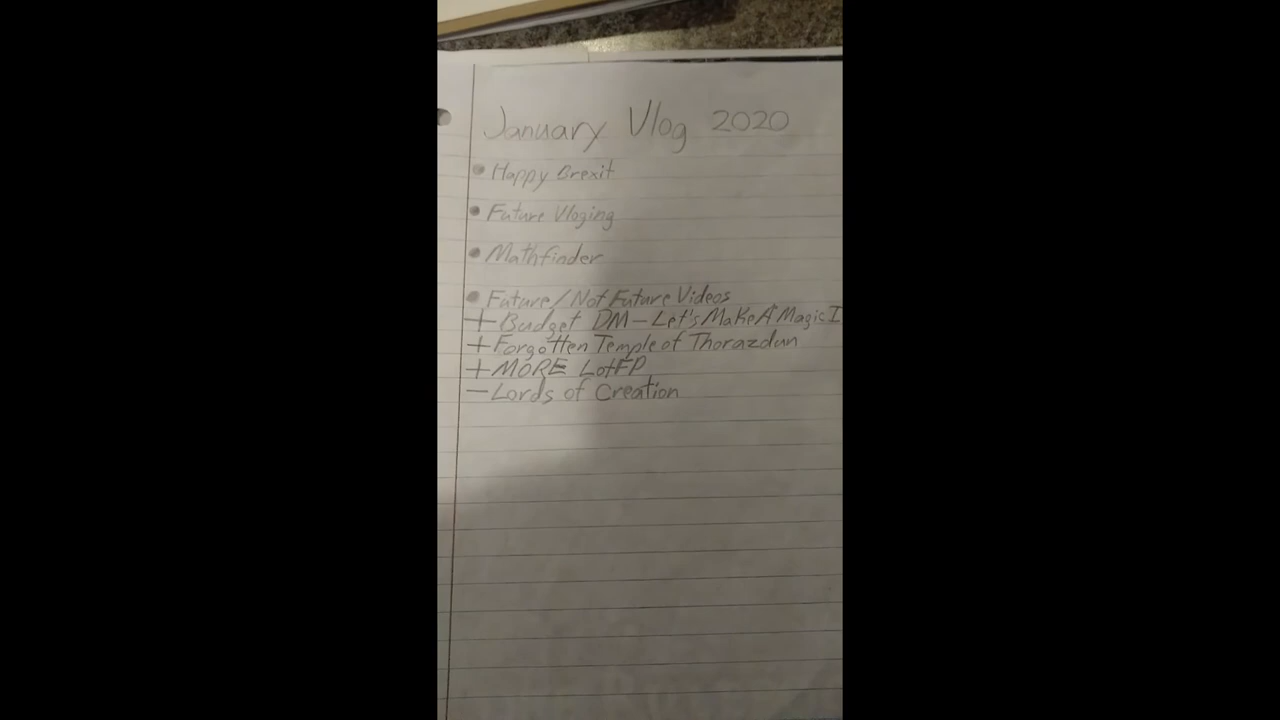 January Vlog 2020
• Happy Brexit
• Future Vloging
• Mathfinder
• Future/Not Future Videos
+ Budget DM - Let's Make A Magic I
+ Forgotten Temple of Thorazdun
+ MORE LotFP
- Lords of Creation